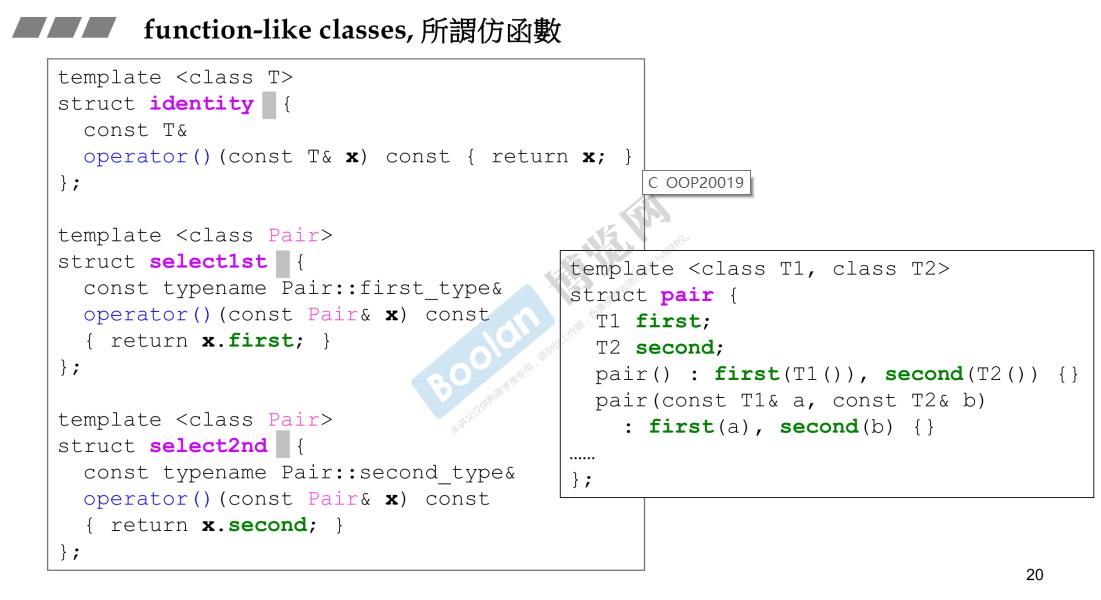 function-like classes, 所謂仿函數
template <class T>
struct identity {
const T&
operator()(const T& x) const { return x; }
};
template <class Pair>
struct select1st {
const typename Pair::first_type&
operator()(const Pair& x) const
{ return x.first; }
};
template <class Pair>
struct select2nd {
const typename Pair::second_type&
operator()(const Pair& x) const
{ return x.second; }
};
C OOP20019
template <class T1, class T2>
struct pair {
T1 first;
T2 second;
pair() : first(T1()), second(T2()) {}
pair(const T1& a, const T2& b)
: first(a), second(b) {}
……
};
Boolan 博览网
20